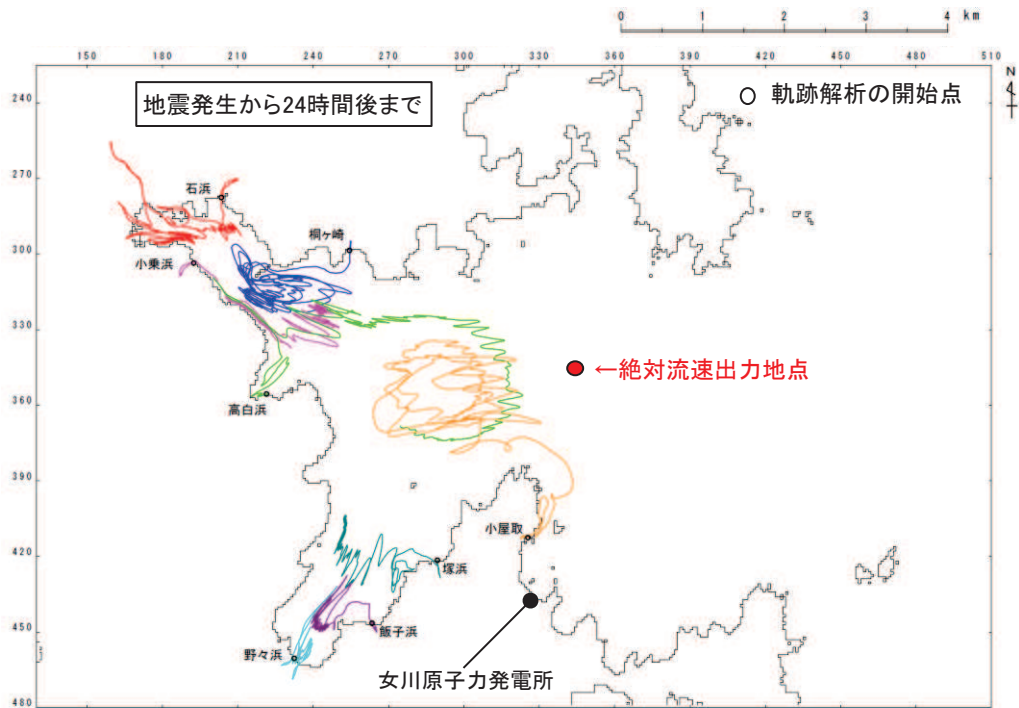 0 1 2 3 4 km
150 180 210 240 270 300 330 360 390 420 450 480 510
N
240
270
300
330
360
390
420
450
480
地震発生から24時間後まで
軌跡解析の開始点
石浜
桐ヶ崎
小乗浜
←絶対流速出力地点
高白浜
小屋取
塚浜
飯子浜
野々浜
女川原子力発電所